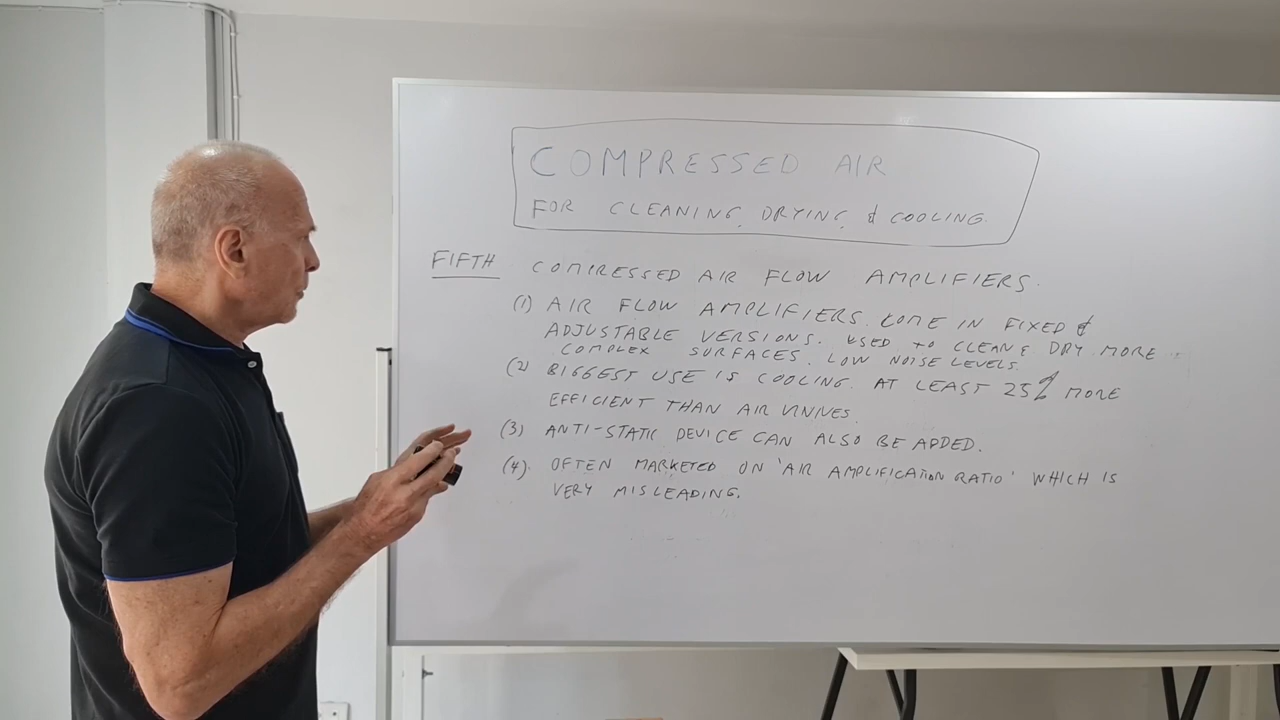 COMPRESSED AIR
FOR CLEANING, DRYING, & COOLING.
FIFTH COMPRESSED AIR FLOW AMPLIFIERS.
(1) AIR FLOW AMPLIFIERS. COME IN FIXED &
ADJUSTABLE VERSIONS. USED TO CLEAN & DRY MORE
COMPLEX SURFACES. LOW NOISE LEVELS.
(2) BIGGEST USE IS COOLING. AT LEAST 25% MORE
EFFICIENT THAN AIR KNIVES.
(3) ANTI-STATIC DEVICE CAN ALSO BE ADDED.
(4). OFTEN MARKETED ON 'AIR AMPLIFICATION RATIO' WHICH IS
VERY MISLEADING.